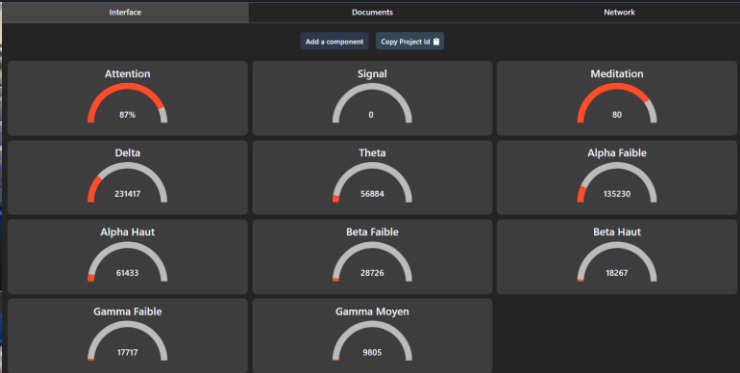 Interface
Documents
Network
Add a component
Copy Project Id
Attention
87%
Signal
0
Meditation
80
Delta
231417
Theta
56884
Alpha Faible
135230
Alpha Haut
61433
Beta Faible
28726
Beta Haut
18267
Gamma Faible
17717
Gamma Moyen
9805